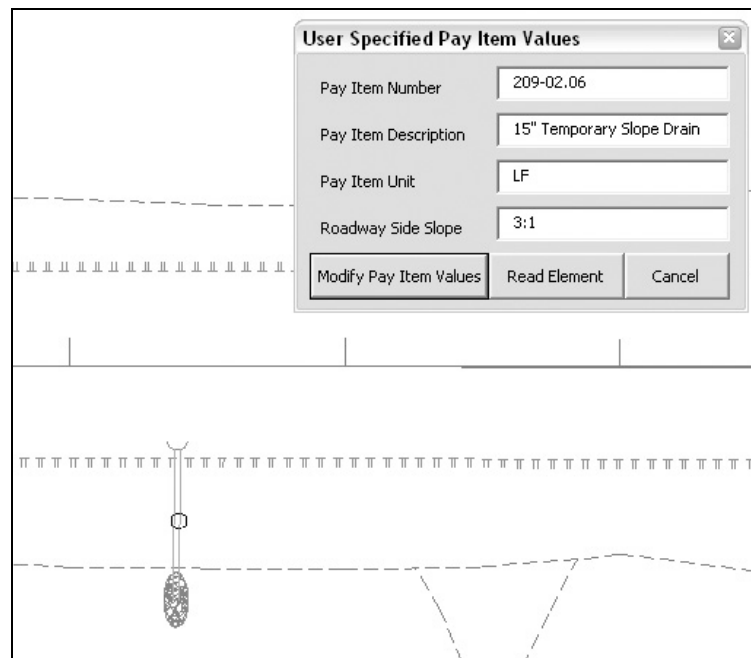 User Specified Pay Item Values
Pay Item Number 209-02.06
Pay Item Description 15" Temporary Slope Drain
Pay Item Unit LF
Roadway Side Slope 3:1
Modify Pay Item Values Read Element Cancel